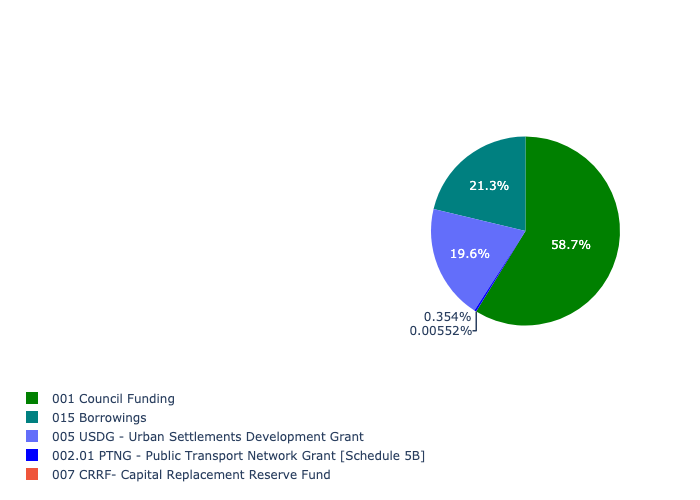 21.3%
58.7%
19.6%
0.354%
0.00552%
001 Council Funding
015 Borrowings
005 USDG - Urban Settlements Development Grant
002.01 PTNG - Public Transport Network Grant [Schedule 5B]
007 CRRF- Capital Replacement Reserve Fund